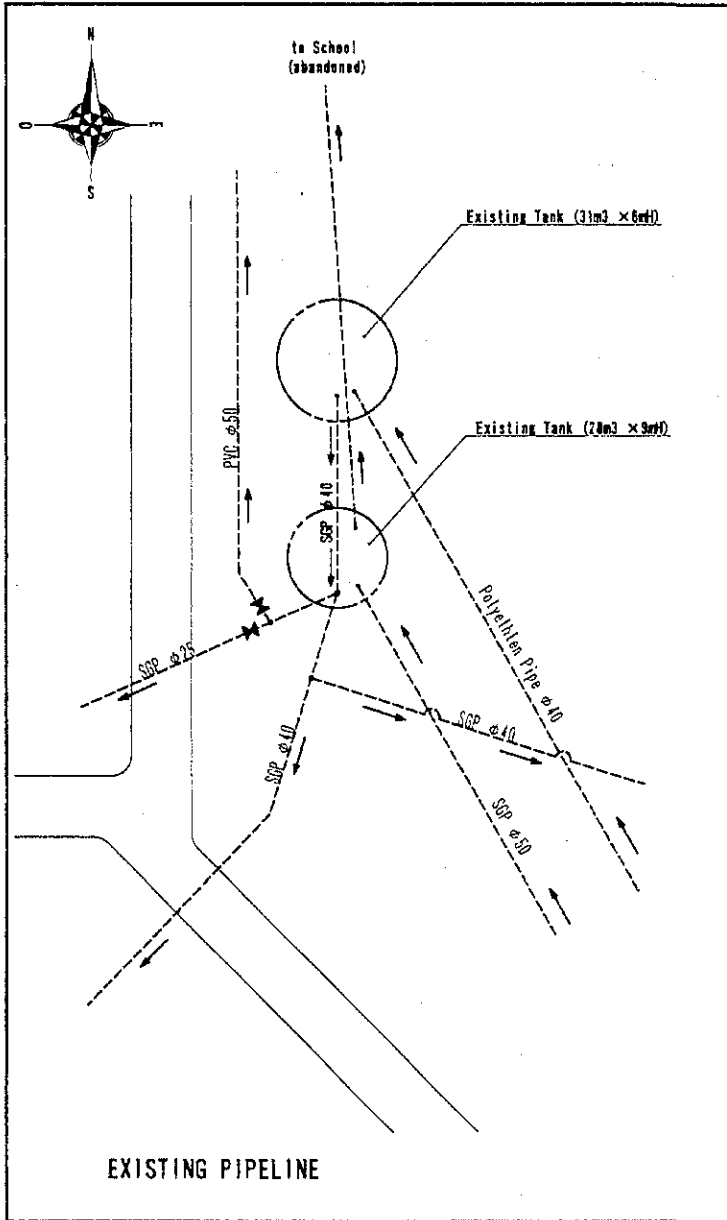 N
to School
(abandoned)
O
E
S
Existing Tank (31m3 ×6mH)
PVC φ50
SGP φ40
Existing Tank (20m3 ×9mH)
Polyethlen Pipe φ40
SGP φ25
SGP φ40
SGP φ40
SGP φ50
EXISTING PIPELINE